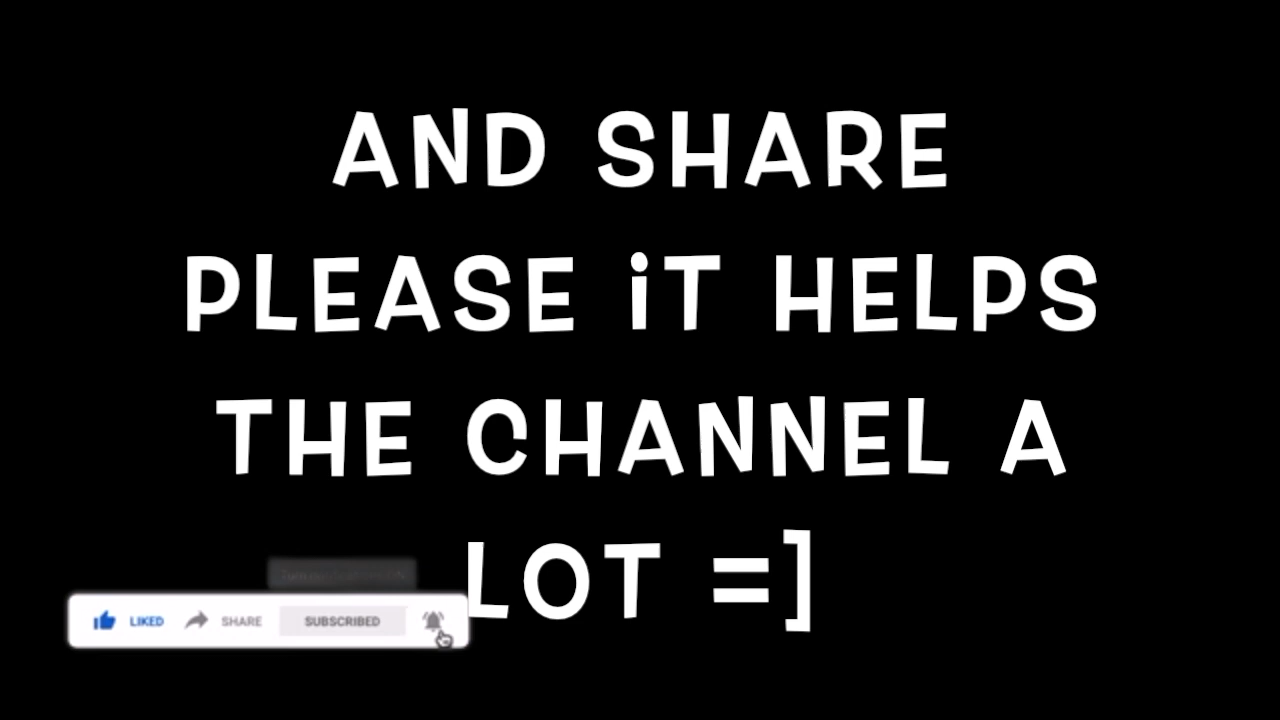 AND SHARE
PLEASE iT HELPS
THE CHANNEL A
LOT =]
LIKED SHARE SUBSCRIBED